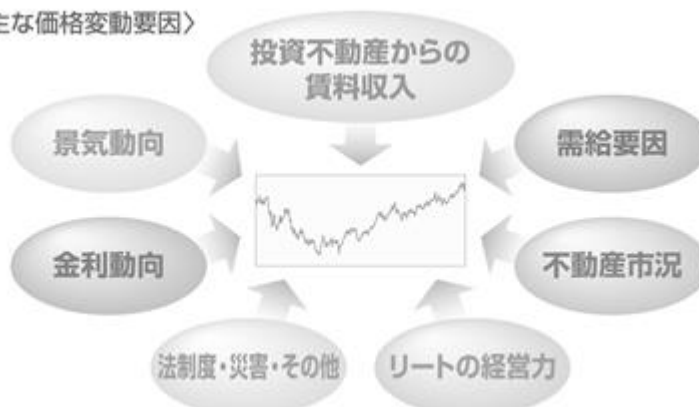 主な価格変動要因〉
投資不動産からの
賃料収入
景気動向
需給要因
金利動向
不動産市況
法制度・災害・その他
リートの経営力